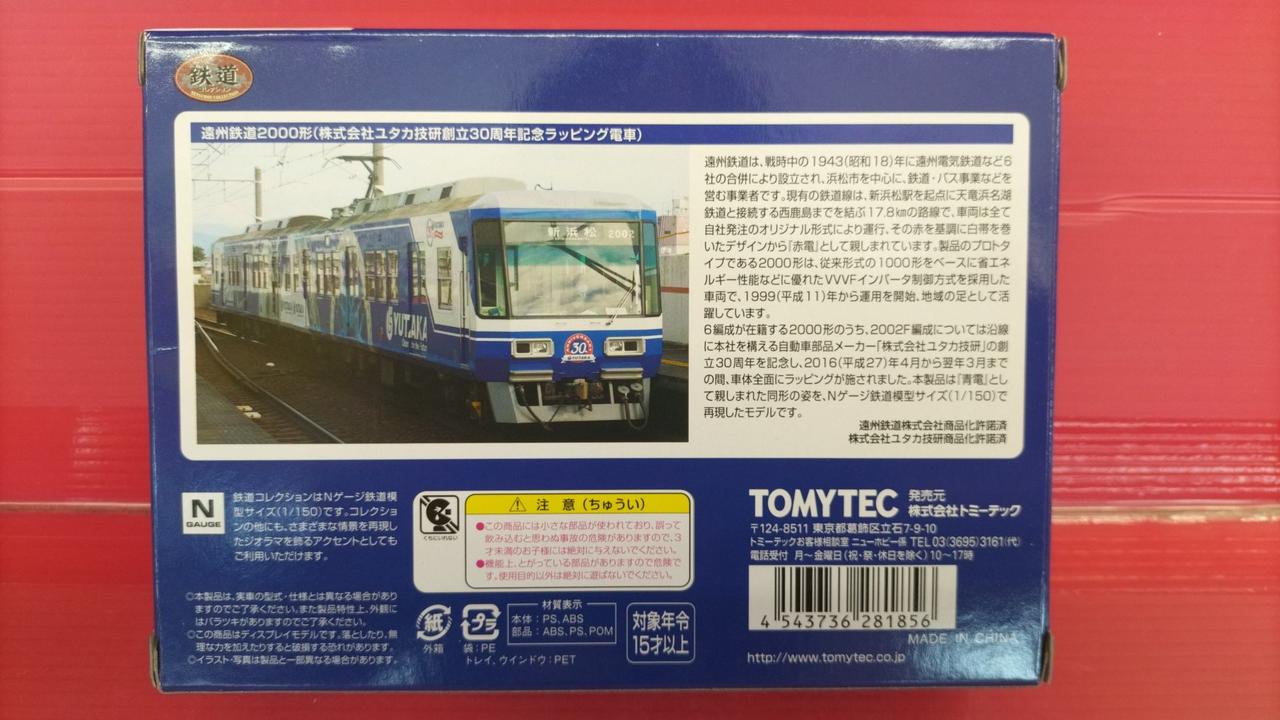 鉄道
コレクション
遠州鉄道2000形(株式会社ユタカ技研創立30周年記念ラッピング電車)
新浜松 2002
YUTAKA
30
YUTAKA
遠州鉄道は、戦時中の1943(昭和18)年に遠州電気鉄道など6
社の合併により設立され、浜松市を中心に、鉄道・バス事業などを
営む事業者です。現有の鉄道線は、新浜松駅を起点に天竜浜名湖
鉄道と接続する西鹿島までを結ぶ17.8kmの路線で、車両は全て
自社発注のオリジナル形式により運行、その赤を基調に白帯を巻
いたデザインから「赤電」として親しまれています。製品のプロトタ
イプである2000形は、従来形式の1000形をベースに省エネ
ルギー性能などに優れたVVVFインバータ制御方式を採用した
車両で、1999(平成11)年から運用を開始、地域の足として活
躍しています。
6編成が在籍する2000形のうち、2002F編成については沿線
に本社を構える自動車部品メーカー「株式会社ユタカ技研」の創
立30周年を記念し、2016(平成27)年4月から翌年3月まで
の間、車体全面にラッピングが施されました。本製品は「青電」とし
て親しまれた同形の姿を、Nゲージ鉄道模型サイズ(1/150)で
再現したモデルです。
遠州鉄道株式会社商品化許諾済
株式会社ユタカ技研商品化許諾済
N
GAUGE
鉄道コレクションはNゲージ鉄道模
型サイズ(1/150)です。コレクション
の他にも、さまざまな情景を再現し
たジオラマを飾るアクセントとしても
ご利用いただけます。
◎本製品は、実車の型式・仕様とは異なる場合があり
ますのでご了承ください。また製品特性上、外観に
はバラツキがありますのでご了承ください。
◎この商品はディスプレイモデルです。落としたり、無
理な力を加えたりすると破損する恐れがあります。
◎イラスト・写真は製品と一部異なる場合があります。
くちにいれない
注意(ちゅうい)
●この商品には小さな部品が使われており、誤って
飲み込むと思わぬ事故の危険がありますので、3
才未満のお子様には絶対に与えないでください。
●機能上、とがっている部品がありますので危険で
す。使用目的以外は絶対に遊ばないでください。
紙
外箱
プラ
袋:PE
トレイ、ウインドウ:PET
材質表示
本体:PS、ABS
部品:ABS、PS、POM
対象年令
15才以上
TOMYTEC 発売元
株式会社トミーテック
〒124-8511 東京都葛飾区立石7-9-10
トミーテックお客様相談室 ニューホビー係 TEL 03(3695)3161(代)
電話受付 月〜金曜日(祝・祭・休日を除く)10〜17時
4 543736 281856
MADE IN CHINA
http://www.tomytec.co.jp